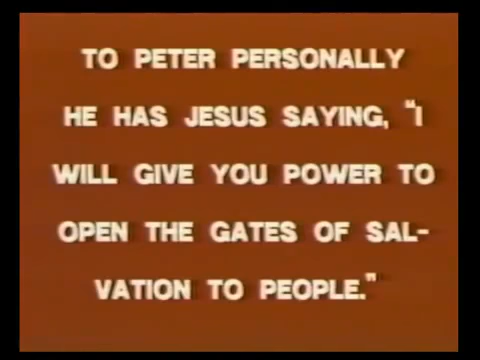 TO PETER PERSONALLY
HE HAS JESUS SAYING, "I
WILL GIVE YOU POWER TO
OPEN THE GATES OF SAL-
VATION TO PEOPLE."